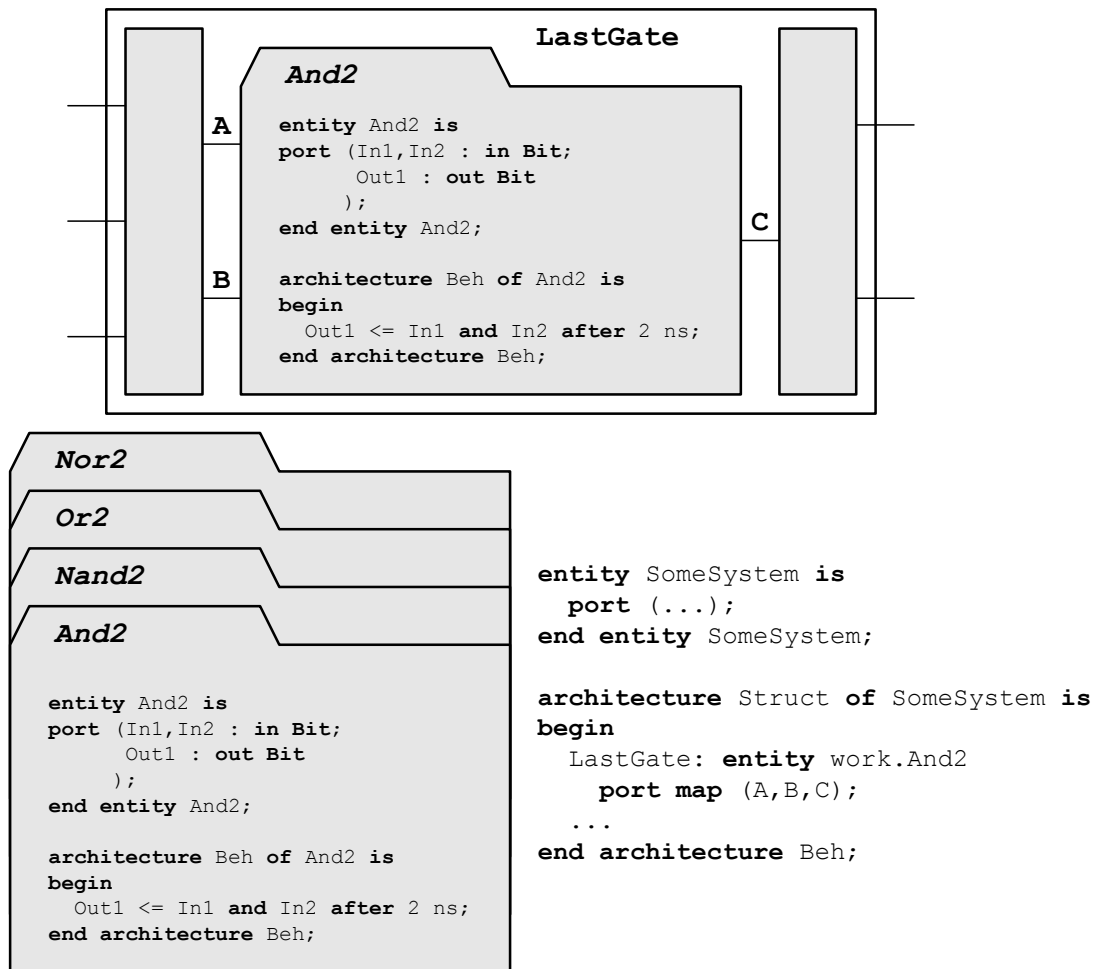 LastGate
And2
A
entity And2 is
port (In1,In2 : in Bit;
Out1 : out Bit
);
end entity And2;
C
B
architecture Beh of And2 is
begin
Out1 <= In1 and In2 after 2 ns;
end architecture Beh;
Nor2
Or2
Nand2
And2
entity And2 is
port (In1,In2 : in Bit;
Out1 : out Bit
);
end entity And2;
architecture Beh of And2 is
begin
Out1 <= In1 and In2 after 2 ns;
end architecture Beh;
entity SomeSystem is
port (...);
end entity SomeSystem;
architecture Struct of SomeSystem is
begin
LastGate: entity work.And2
port map (A,B,C);
...
end architecture Beh;